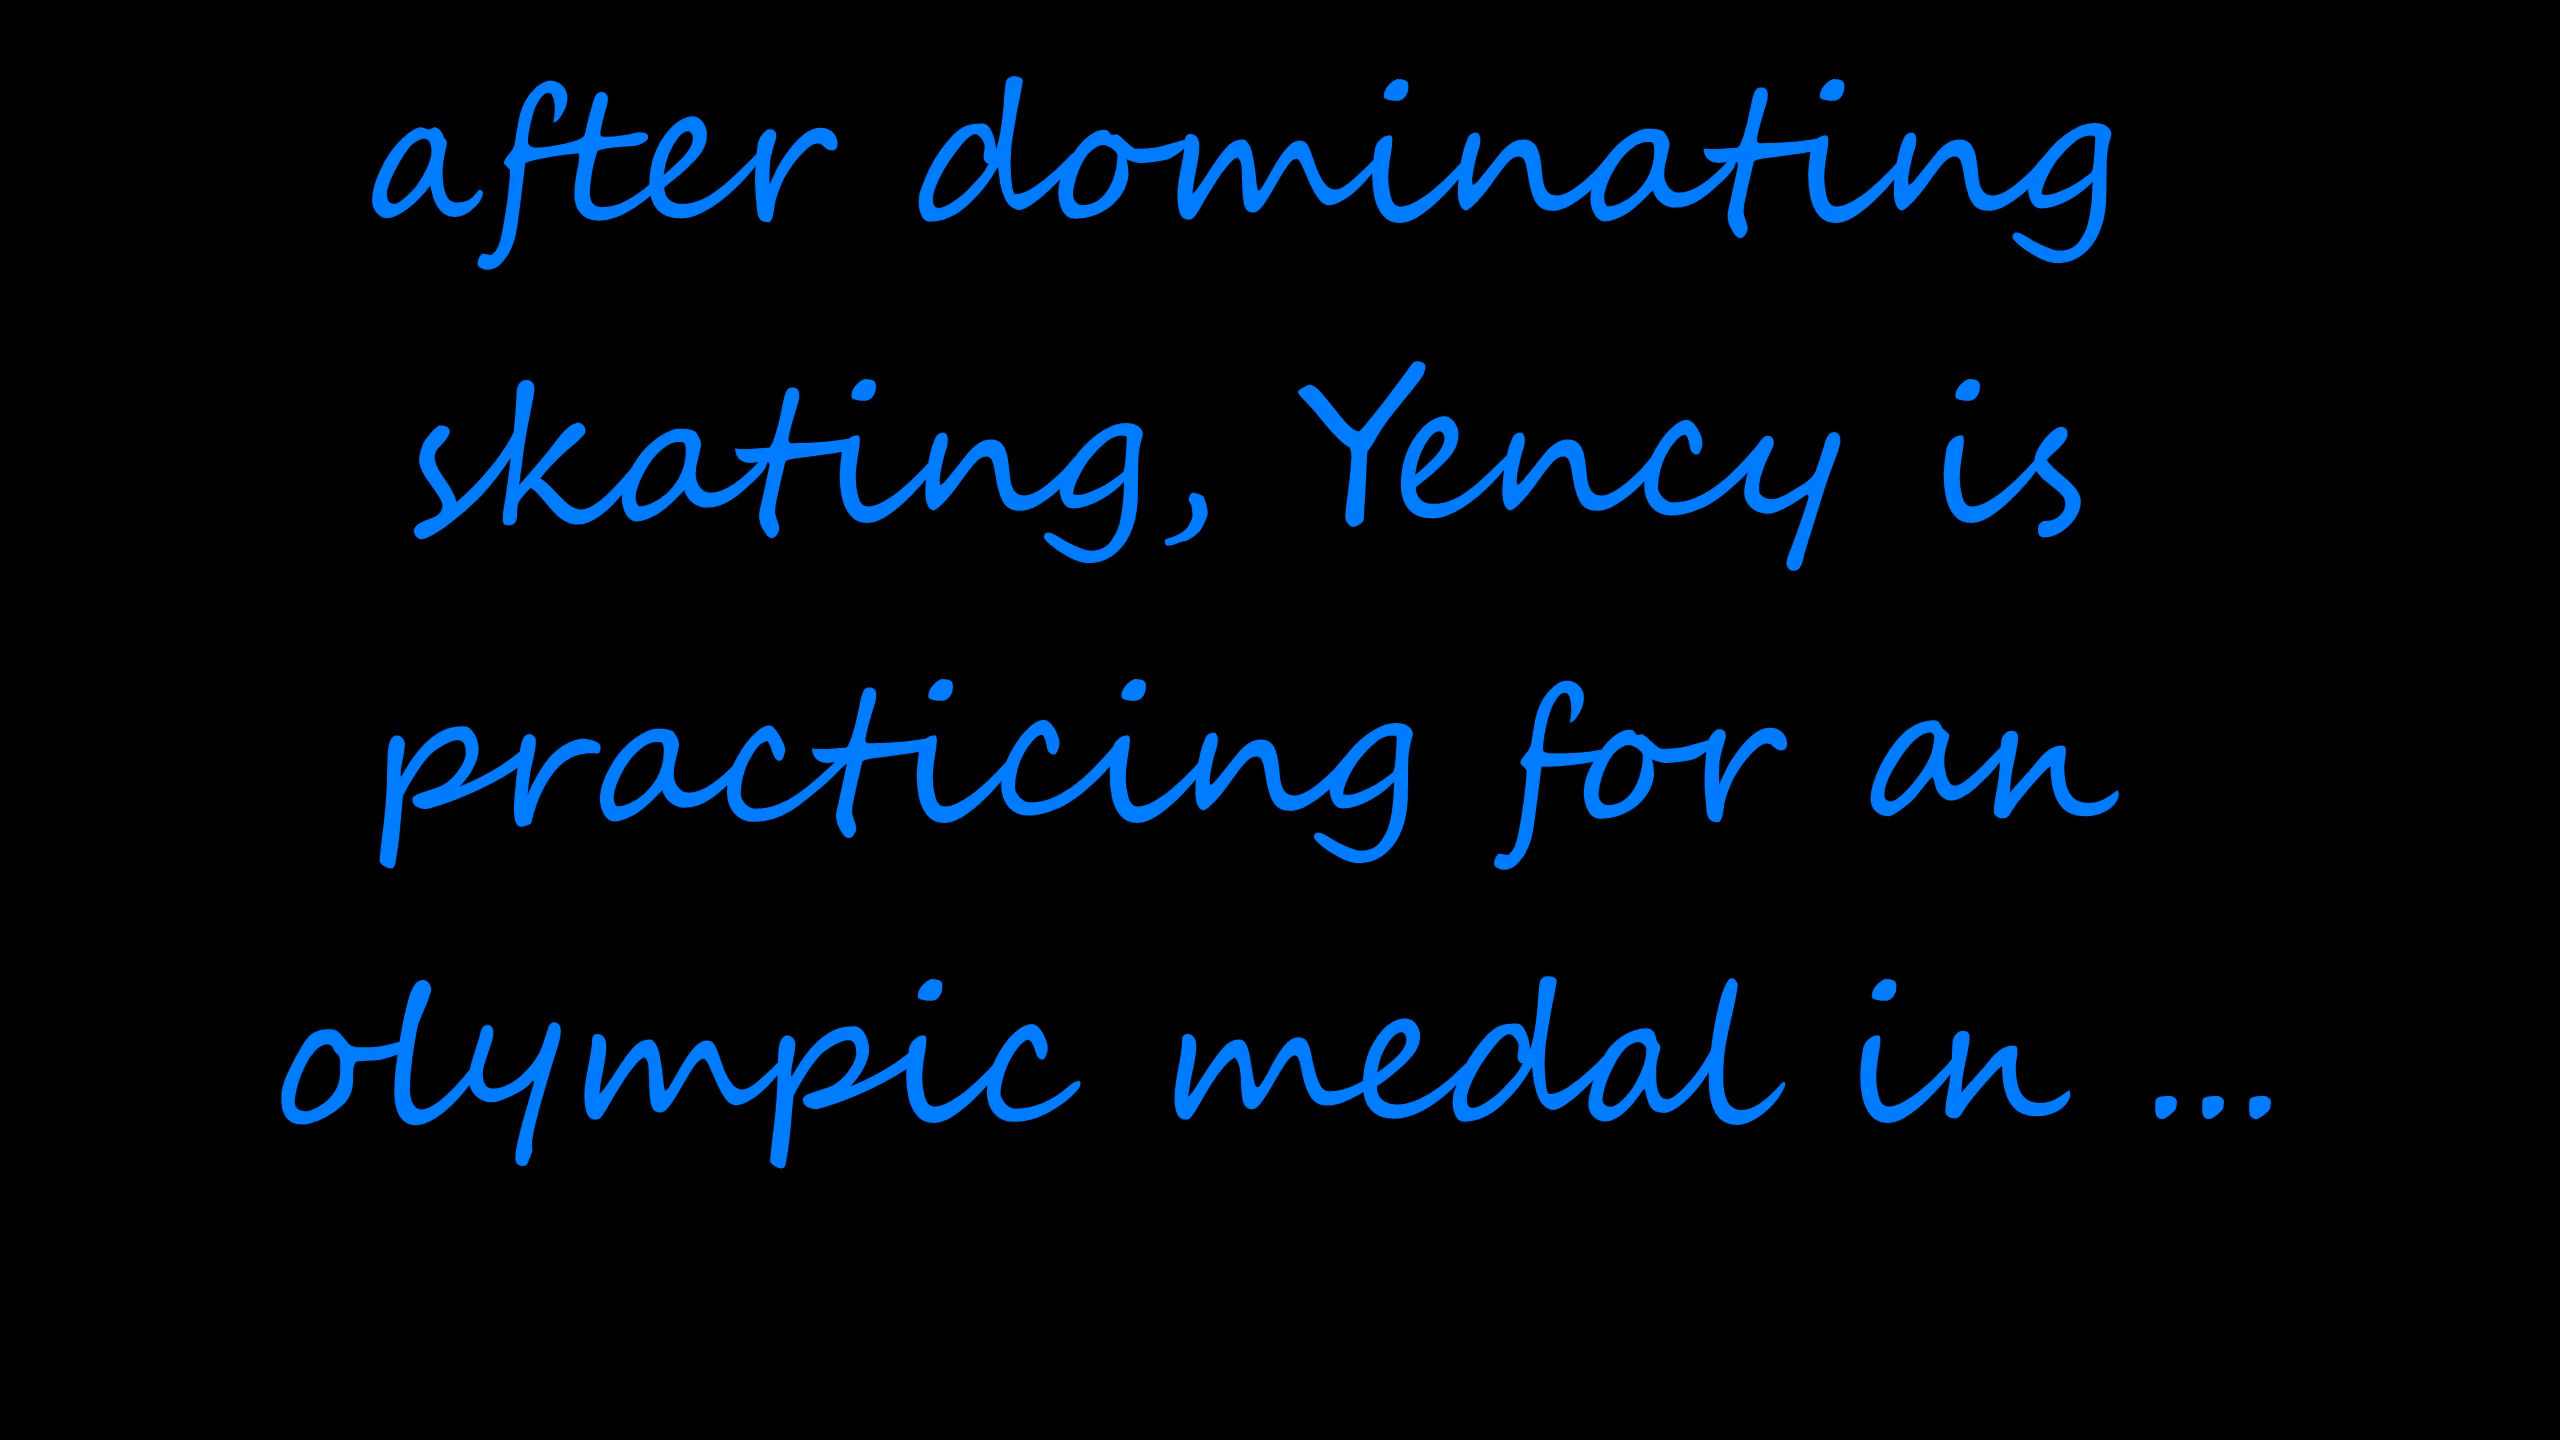 after dominating
skating, Yency is
practicing for an
olympic medal in ...